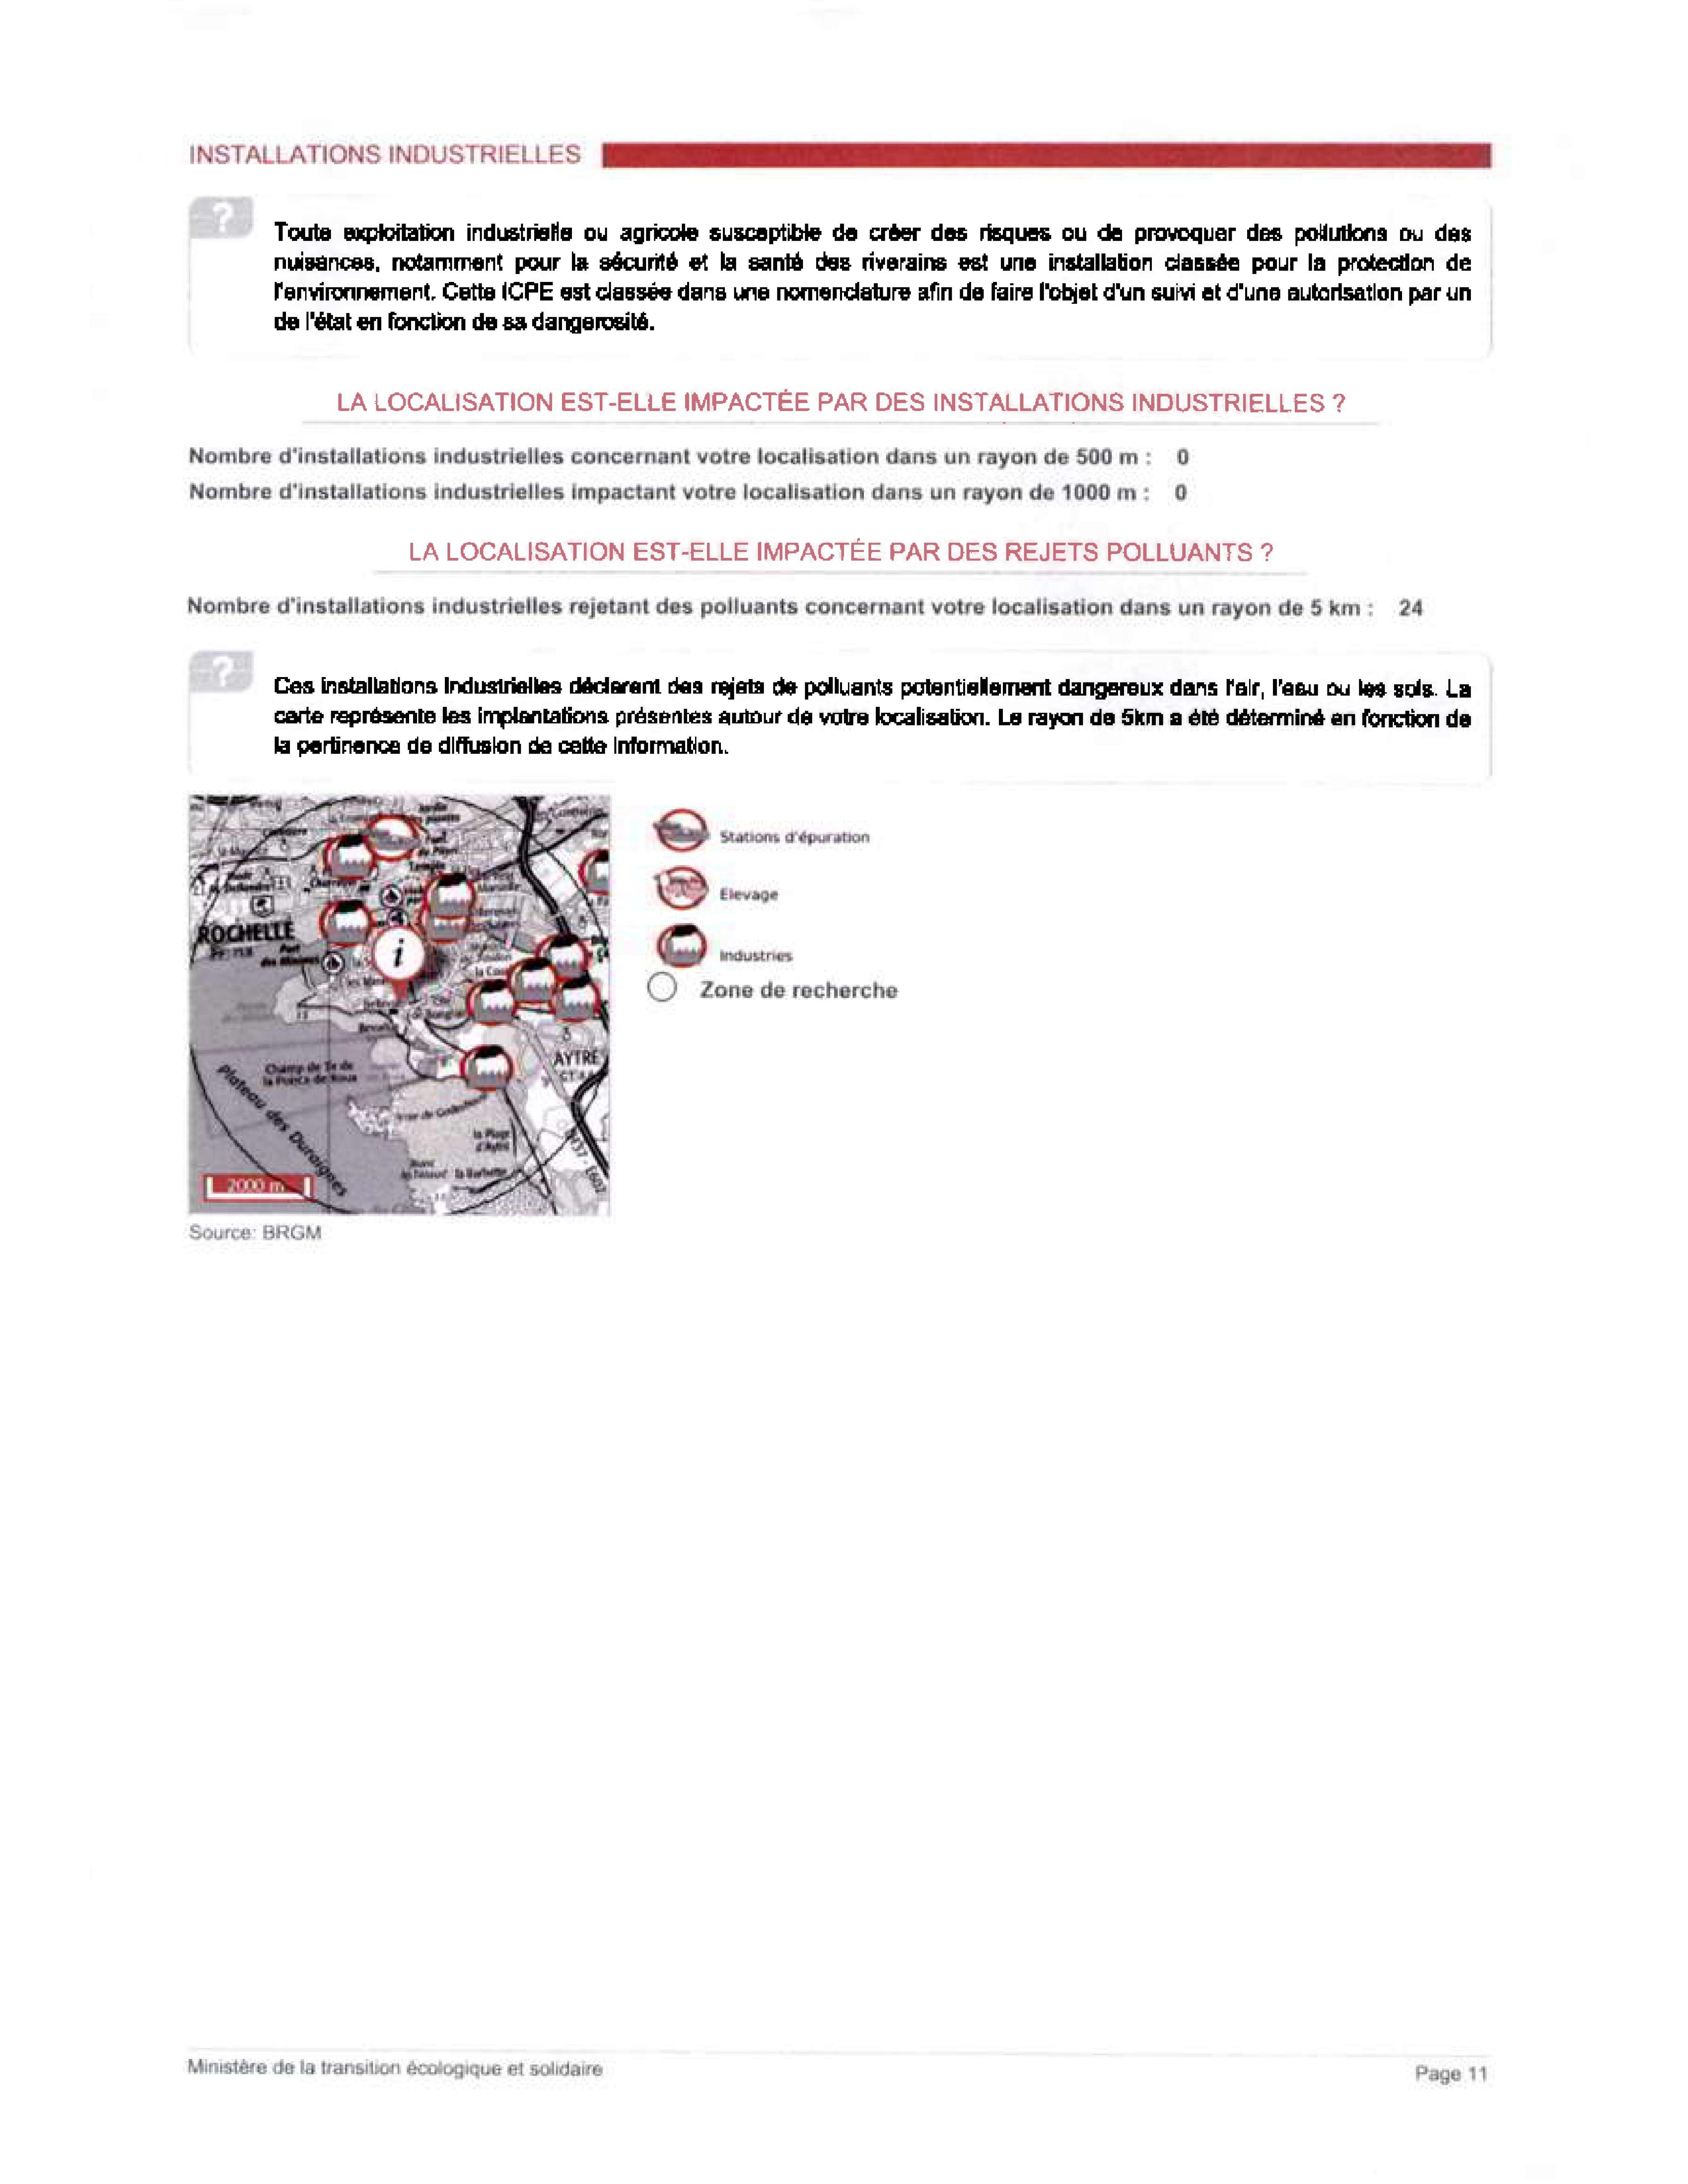 INSTALLATIONS INDUSTRIELLES
?
Toute exploitation industrielle ou agricole susceptible de créer des risques ou de provoquer des pollutions ou des
nuisances, notamment pour la sécurité et la santé des riverains est une installation classée pour la protection de
l'environnement. Cette ICPE est classée dans une nomenclature afin de faire l'objet d'un suivi et d'une autorisation par un
de l'état en fonction de sa dangerosité.
LA LOCALISATION EST-ELLE IMPACTÉE PAR DES INSTALLATIONS INDUSTRIELLES ?
Nombre d'installations industrielles concernant votre localisation dans un rayon de 500 m : 0
Nombre d'installations industrielles impactant votre localisation dans un rayon de 1000 m : 0
LA LOCALISATION EST-ELLE IMPACTÉE PAR DES REJETS POLLUANTS ?
Nombre d'installations industrielles rejetant des polluants concernant votre localisation dans un rayon de 5 km : 24
?
Ces installations industrielles déclarent des rejets de polluants potentiellement dangereux dans l'air, l'eau ou les sols. La
carte représente les implantations présentes autour de votre localisation. Le rayon de 5km a été déterminé en fonction de
la pertinence de diffusion de cette information.
Stations d'épuration
Elevage
ROCHELLE
i
Industries
Zone de recherche
AYTRE
Plateau des Duraignes
la Plage
d'Aytré
2000 m
Source: BRGM
Ministère de la transition écologique et solidaire
Page 11